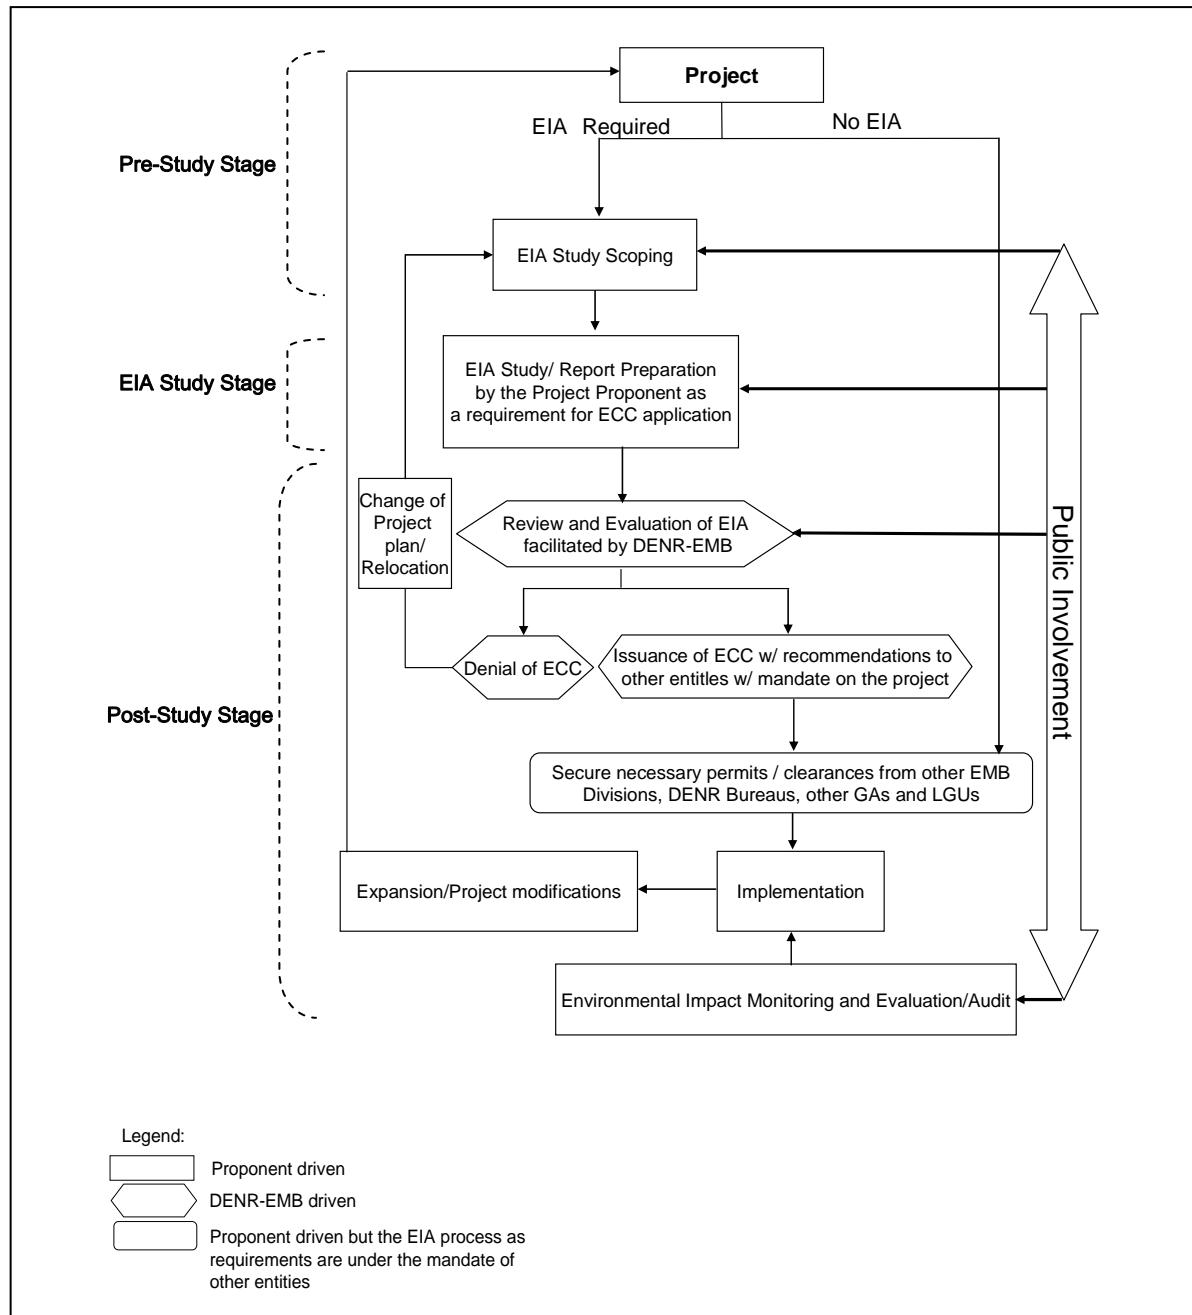 Project
EIA Required
No EIA
Pre-Study Stage
EIA Study Scoping
EIA Study Stage
EIA Study/ Report Preparation
by the Project Proponent as
a requirement for ECC application
Change of
Project
plan/
Relocation
Review and Evaluation of EIA
facilitated by DENR-EMB
Public Involvement
Denial of ECC
Issuance of ECC w/ recommendations to
other entitles w/ mandate on the project
Post-Study Stage
Secure necessary permits / clearances from other EMB
Divisions, DENR Bureaus, other GAs and LGUs
Expansion/Project modifications
Implementation
Environmental Impact Monitoring and Evaluation/Audit
Legend:
Proponent driven
DENR-EMB driven
Proponent driven but the EIA process as
requirements are under the mandate of
other entities